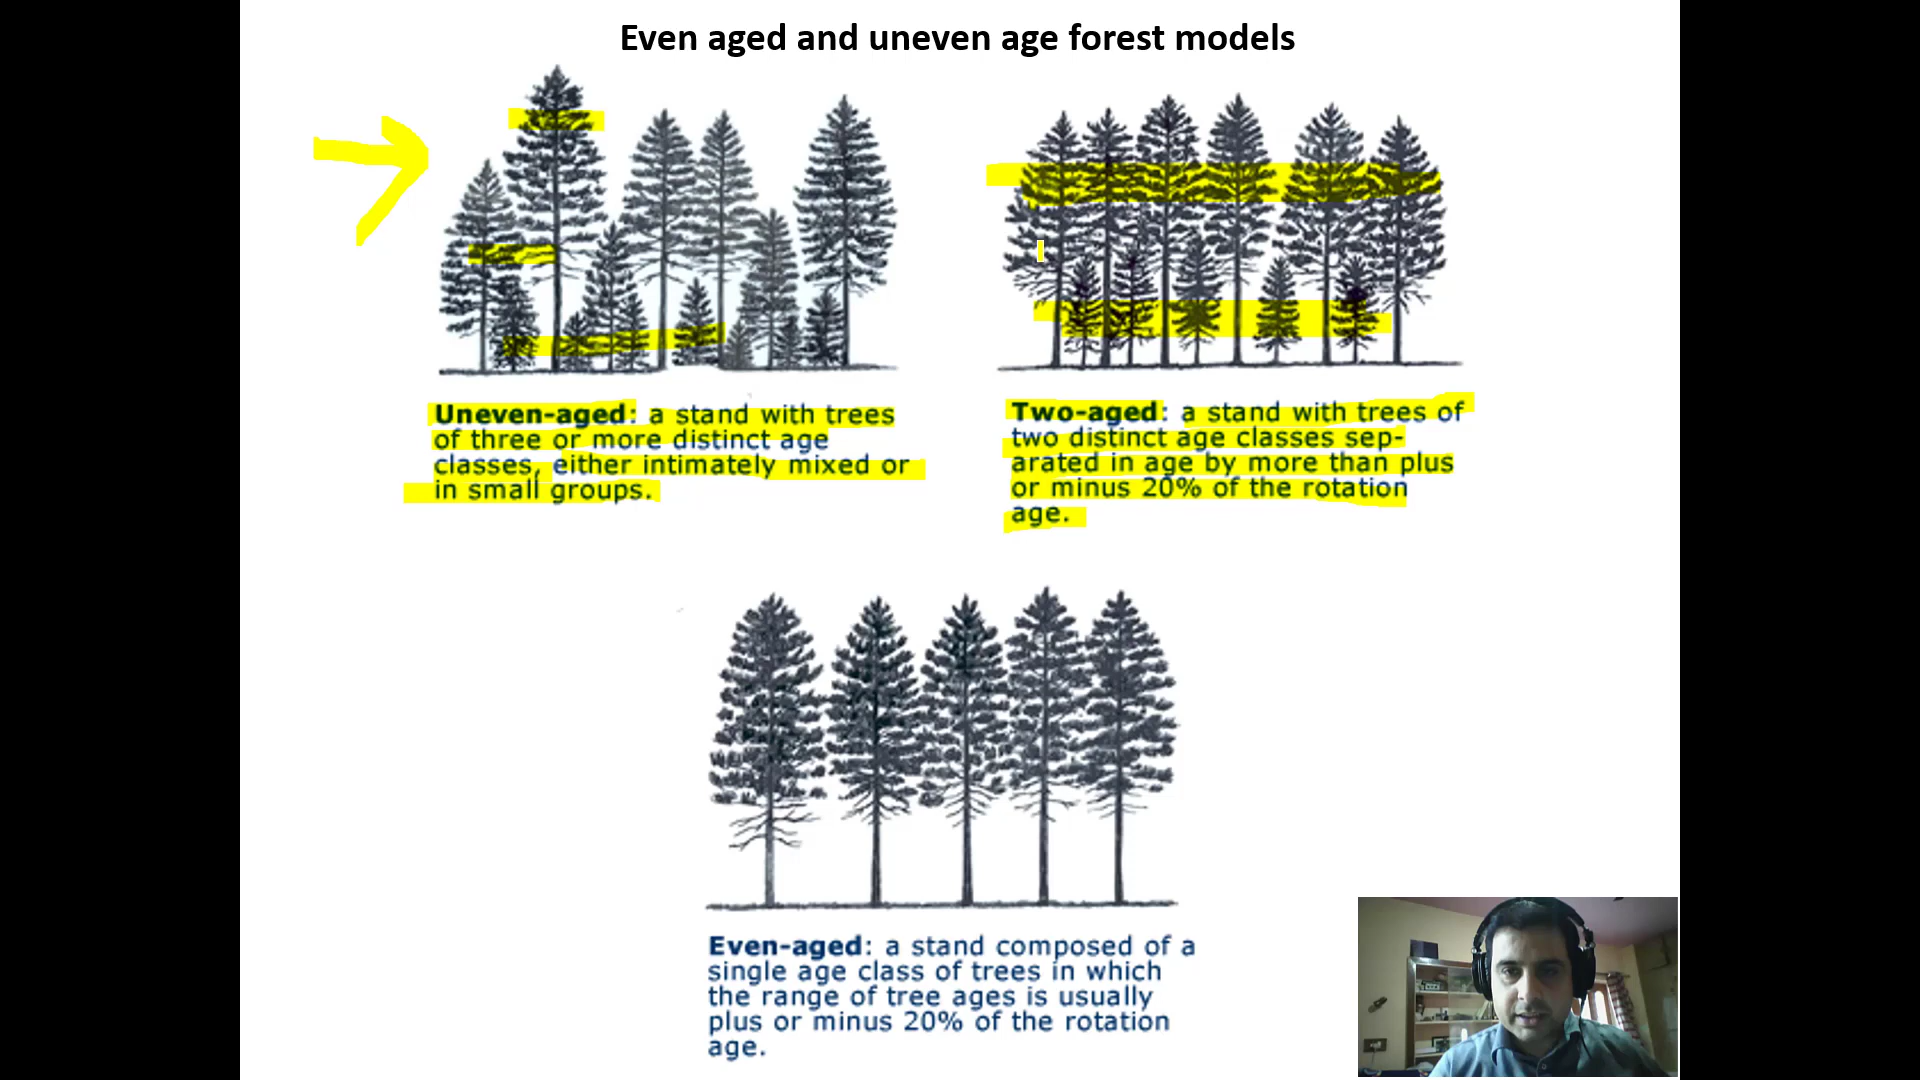 Even aged and uneven age forest models
Uneven-aged: a stand with trees
of three or more distinct age
classes, either intimately mixed or
in small groups.
Two-aged: a stand with trees of
two distinct age classes sep-
arated in age by more than plus
or minus 20% of the rotation
age.
Even-aged: a stand composed of a
single age class of trees in which
the range of tree ages is usually
plus or minus 20% of the rotation
age.